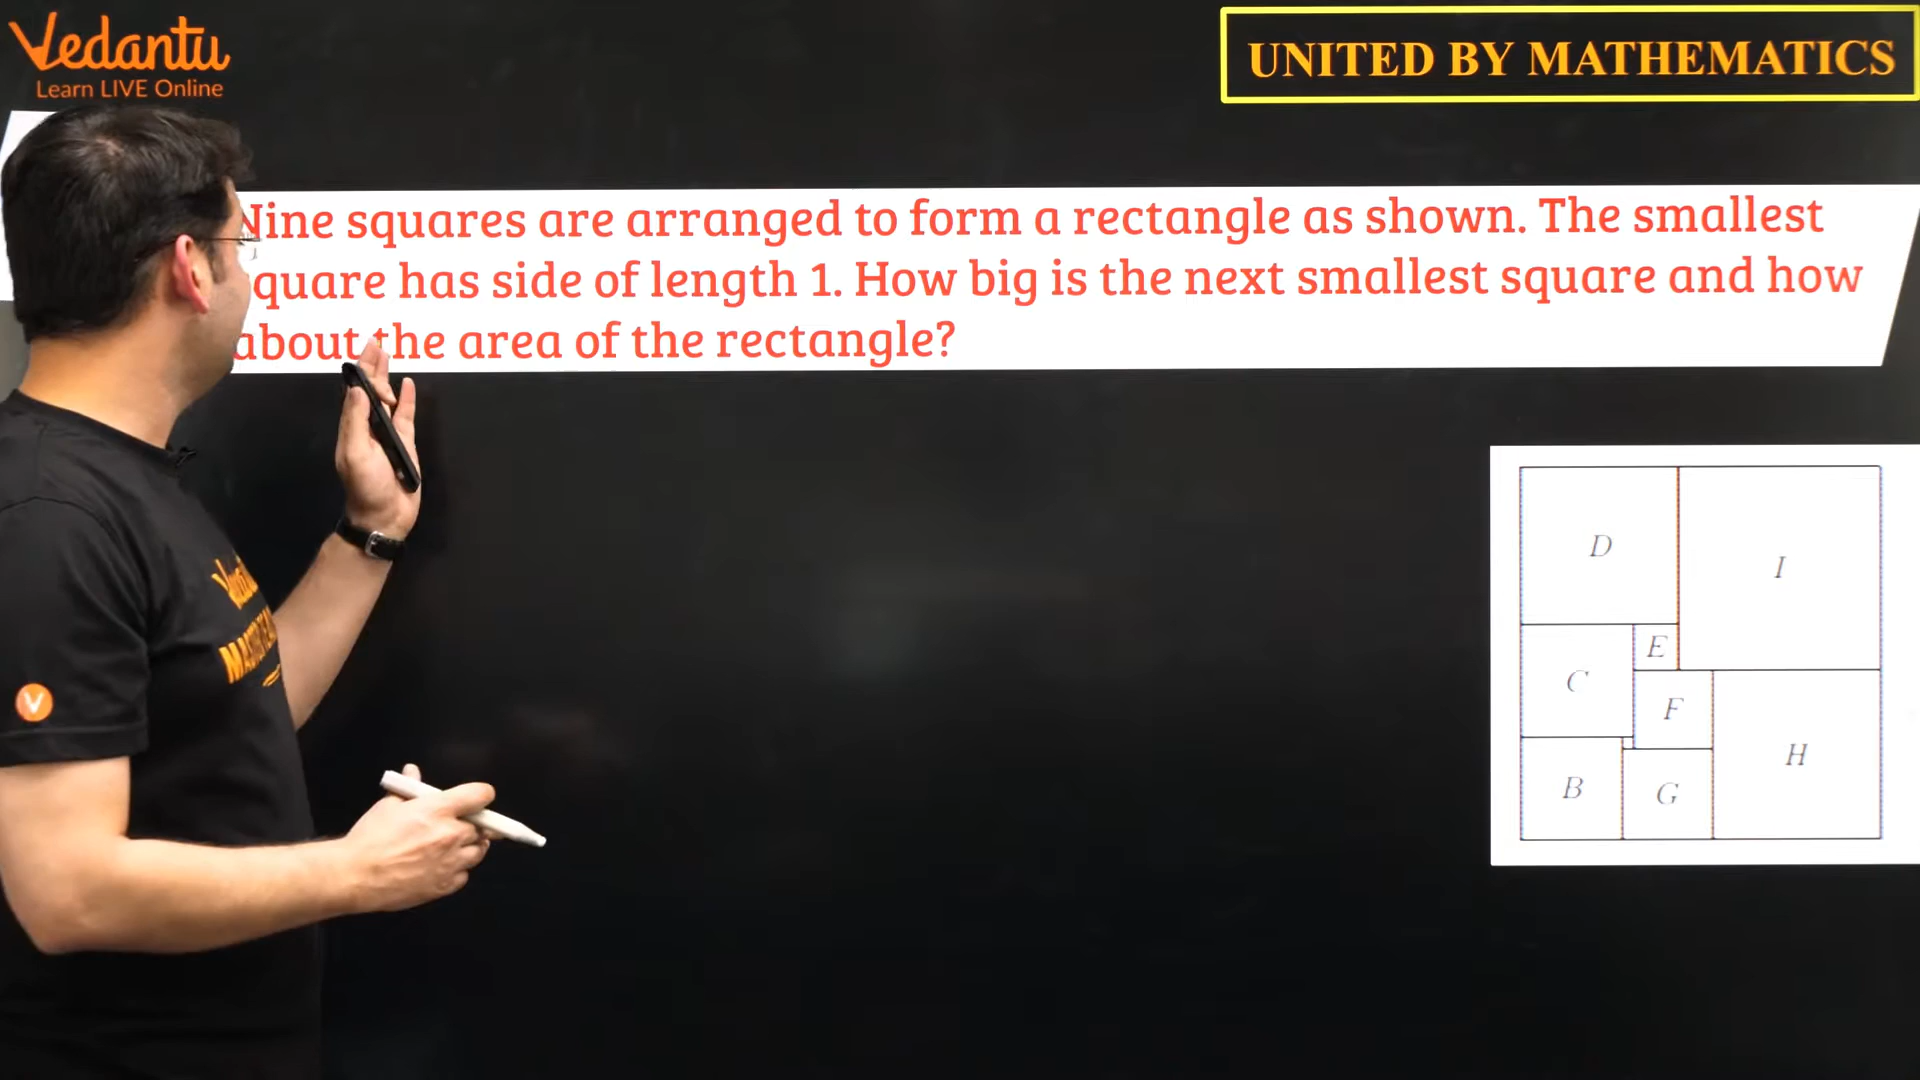 Vedantu
Learn LIVE Online
UNITED BY MATHEMATICS
Nine squares are arranged to form a rectangle as shown. The smallest
square has side of length 1. How big is the next smallest square and how
about the area of the rectangle?
D
I
E
C
F
H
B
G
V